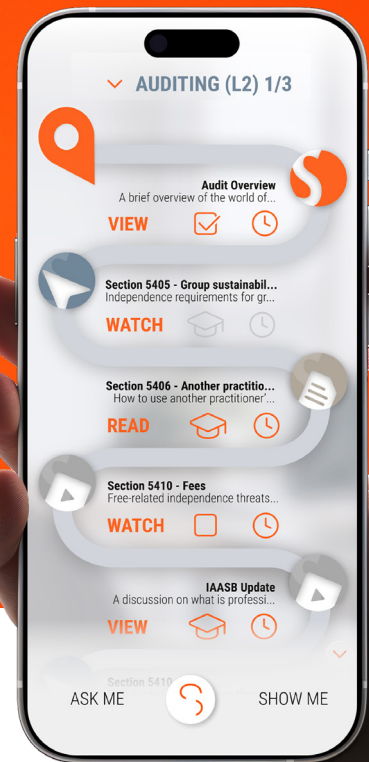 AUDITING (L2) 1/3
Audit Overview
A brief overview of the world of...
VIEW
Section 5405 - Group sustainabil...
Independence requirements for gr...
WATCH
Section 5406 - Another practitio...
How to use another practitioner'...
READ
Section 5410 - Fees
Free-related independence threats...
WATCH
IAASB Update
A discussion on what is professi...
VIEW
Section 5410
ASK ME
SHOW ME